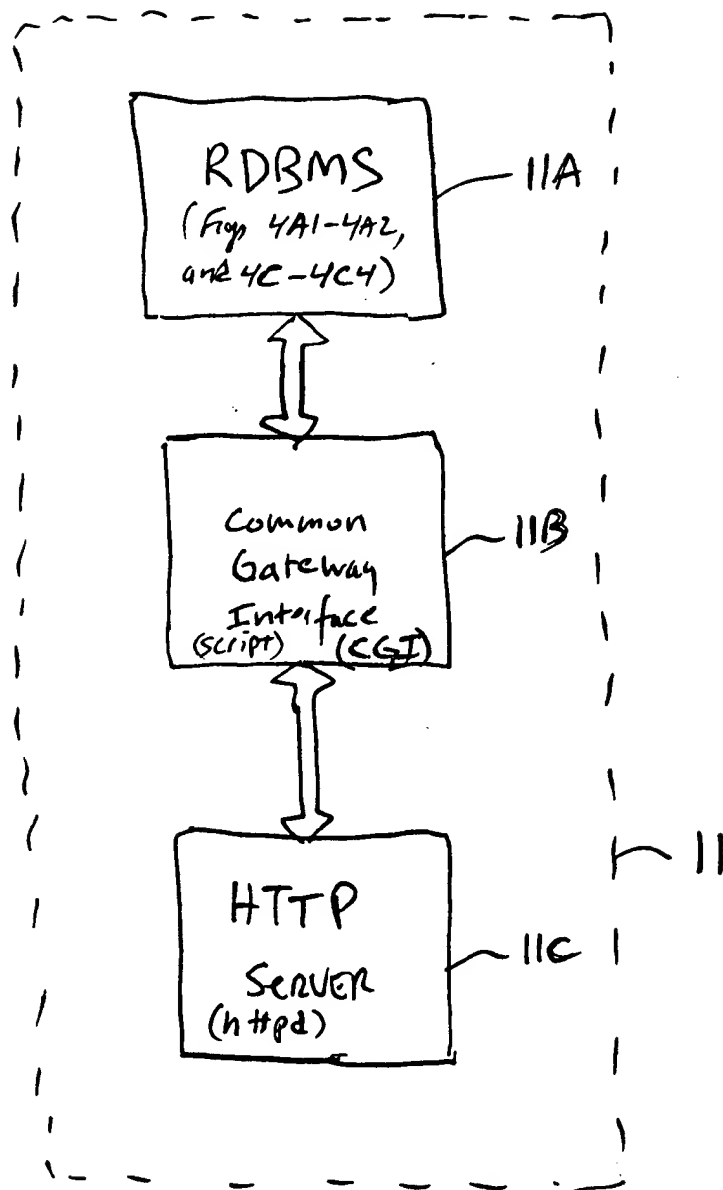 RDBMS
(Figs 4A1-4A2,
and 4C-4C4)
11A
Common
Gateway
Interface
(script) (CGI)
11B
HTTP
SERVER
(httpd)
11C
11